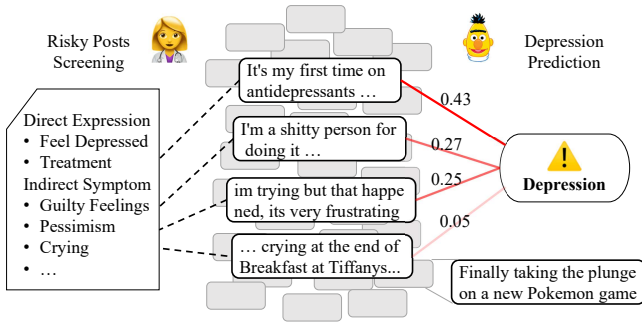 Risky Posts
Screening
Depression
Prediction
Direct Expression
• Feel Depressed
• Treatment
Indirect Symptom
• Guilty Feelings
• Pessimism
• Crying
• …
It's my first time on
antidepressants …
I'm a shitty person for
doing it …
im trying but that happe
ned, its very frustrating
… crying at the end of
Breakfast at Tiffanys...
0.43
0.27
0.25
0.05
Depression
Finally taking the plunge
on a new Pokemon game